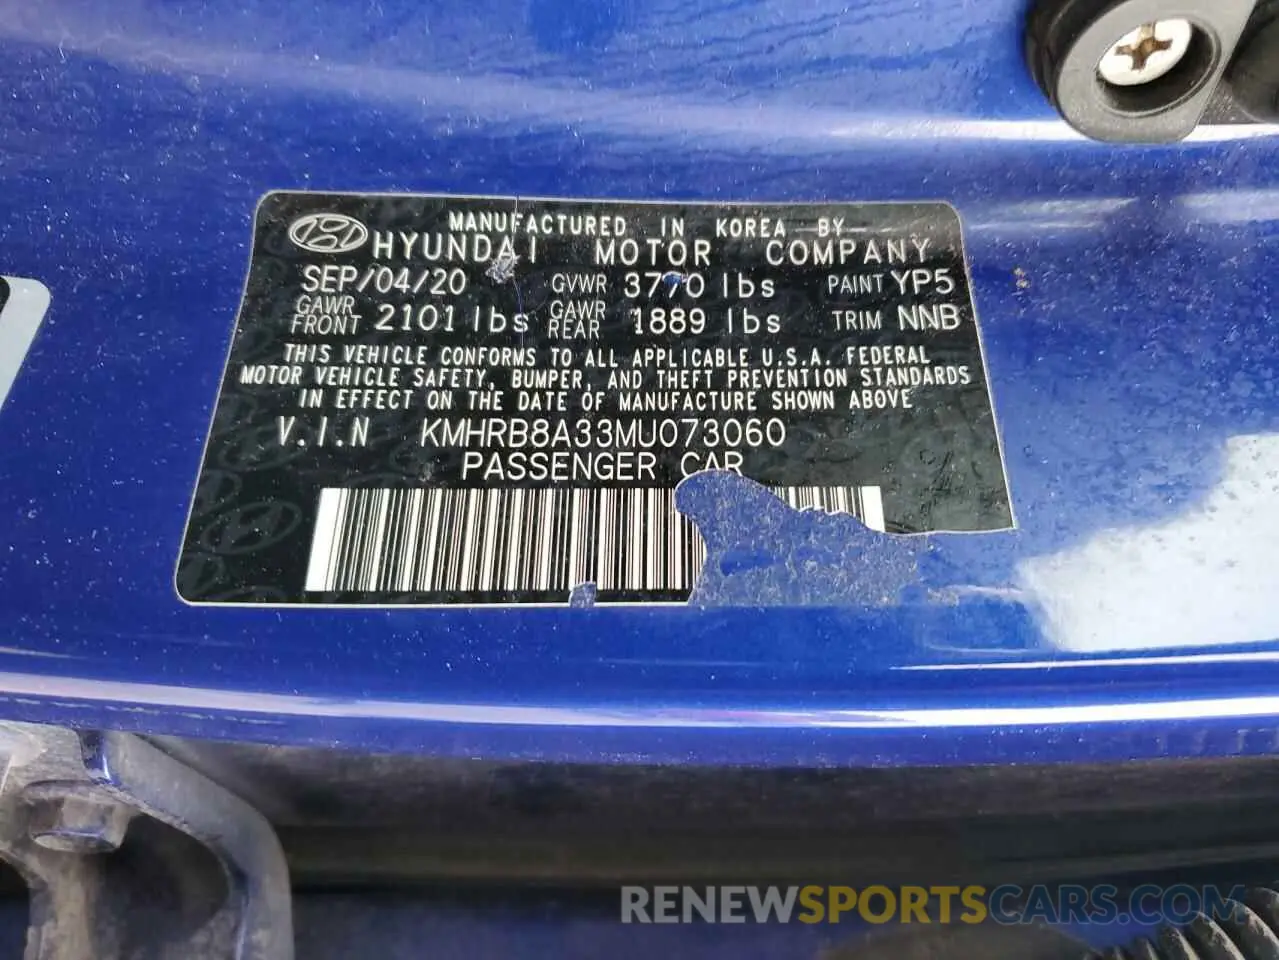 MANUFACTURED IN KOREA BY
HYUNDAI MOTOR COMPANY
SEP/04/20 GVWR 3770 lbs PAINT YP5
GAWR FRONT 2101 lbs GAWR REAR 1889 lbs TRIM NNB
THIS VEHICLE CONFORMS TO ALL APPLICABLE U.S.A. FEDERAL
MOTOR VEHICLE SAFETY, BUMPER, AND THEFT PREVENTION STANDARDS
IN EFFECT ON THE DATE OF MANUFACTURE SHOWN ABOVE
V.I.N KMHRB8A33MU073060
PASSENGER CAR
RENEWSPORTSCARS.COM